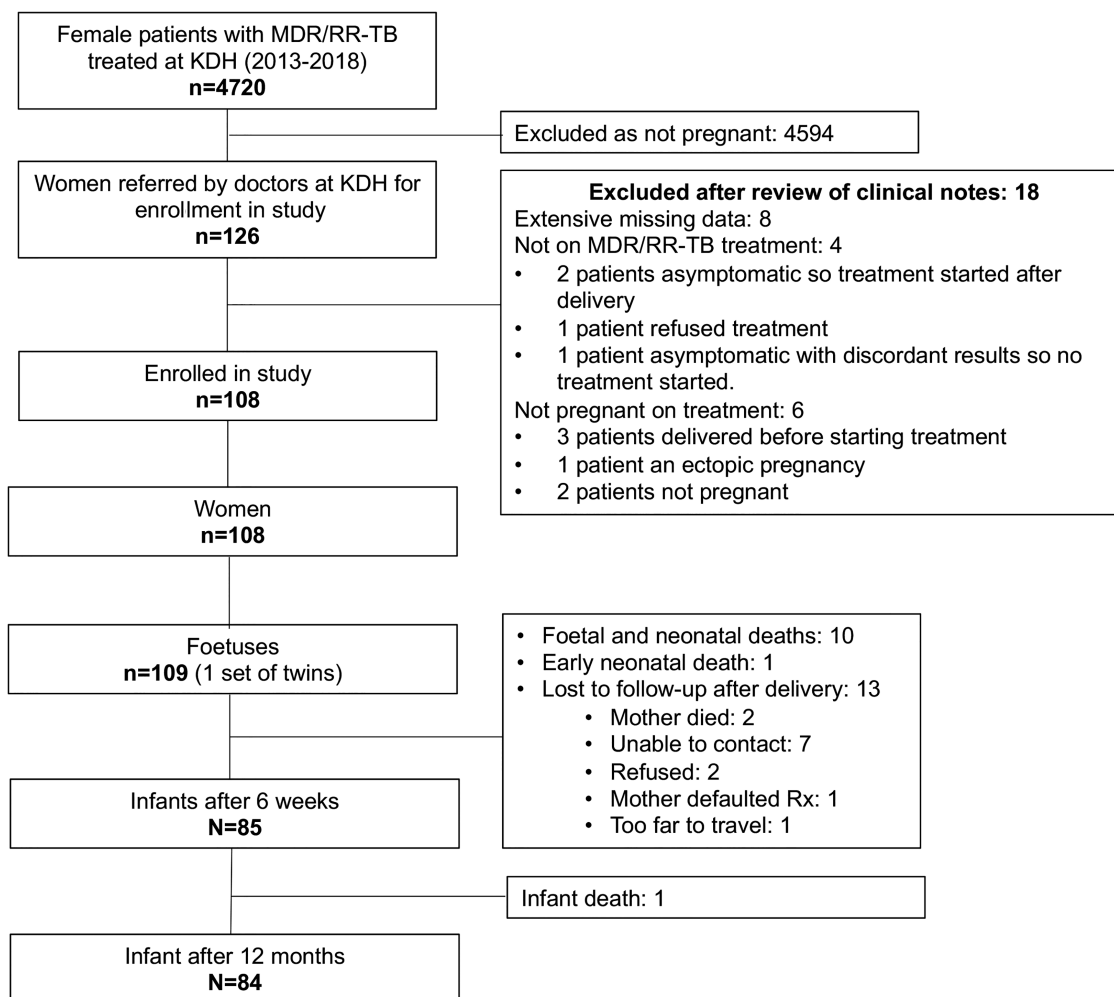 Female patients with MDR/RR-TB
treated at KDH (2013-2018)
n=4720
Excluded as not pregnant: 4594
Women referred by doctors at KDH for
enrollment in study
n=126
Excluded after review of clinical notes: 18
Extensive missing data: 8
Not on MDR/RR-TB treatment: 4
• 2 patients asymptomatic so treatment started after
delivery
• 1 patient refused treatment
• 1 patient asymptomatic with discordant results so no
treatment started.
Not pregnant on treatment: 6
• 3 patients delivered before starting treatment
• 1 patient an ectopic pregnancy
• 2 patients not pregnant
Enrolled in study
n=108
Women
n=108
Foetuses
n=109 (1 set of twins)
• Foetal and neonatal deaths: 10
• Early neonatal death: 1
• Lost to follow-up after delivery: 13
• Mother died: 2
• Unable to contact: 7
• Refused: 2
• Mother defaulted Rx: 1
• Too far to travel: 1
Infants after 6 weeks
N=85
Infant death: 1
Infant after 12 months
N=84